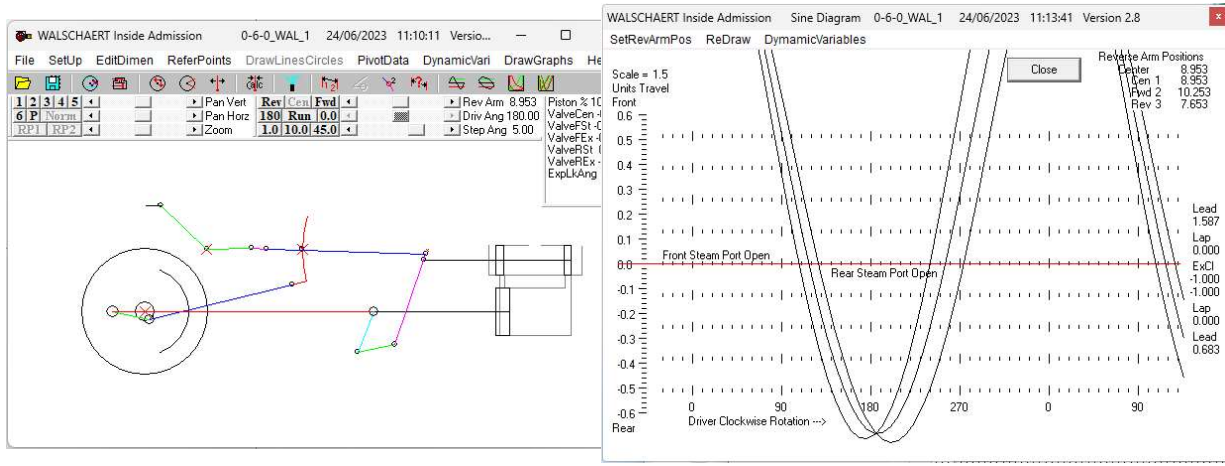 WALSCHAERT Inside Admission 0-6-0_WAL_1 24/06/2023 11:10:11 Versio...
File SetUp EditDimen ReferPoints DrawLinesCircles PivotData DynamicVari DrawGraphs He
calc
1 2 3 4 5 Pan Vert Rev Cen Fwd Rev Arm 8.953 Piston % 10
6 P Norm Pan Horz 180 Run 0.0 Driv Ang 180.00 ValveCen -0
RP1 RP2 Zoom 1.0 10.0 45.0 Step Ang 5.00 ValveFSt -0
ValveFEx -0
ValveRSt 0
ValveREx -
ExpLkAng
WALSCHAERT Inside Admission Sine Diagram 0-6-0_WAL_1 24/06/2023 11:13:41 Version 2.8
SetRevArmPos ReDraw DymamicVariables
Close
Reverse Arm Positions
Center 8.953
Cen 1 8.953
Fwd 2 10.253
Rev 3 7.653
Scale = 1.5
Units Travel
Front
0.6
0.5
0.4
0.3
0.2
0.1
0.0
-0.1
-0.2
-0.3
-0.4
-0.5
-0.6
Rear
Front Steam Port Open
Rear Steam Port Open
Lead
1.587
Lap
0.000
ExCl
-1.000
-1.000
Lap
0.000
Lead
0.683
0 90 180 270 0 90
Driver Clockwise Rotation --->